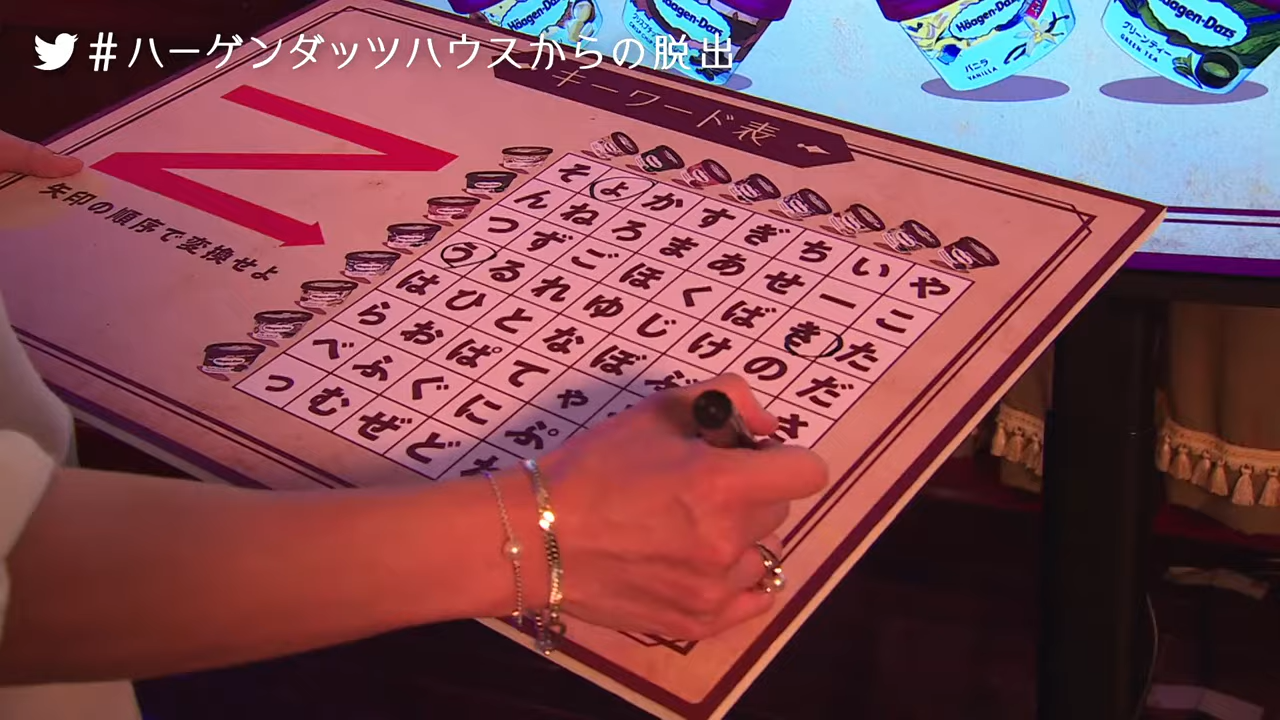 #ハーゲンダッツハウスからの脱出
Häagen-Dazs
Häagen-Dazs
バニラ
VANILLA
Häagen-Dazs
グリーンティー
GREEN TEA
キーワード表
矢印の順序で変換せよ
そ ょ か す ぎ ち い や
ん ね ろ ま あ せ ー こ
つ ず ご ほ く ば き た
う る れ ゆ じ け の だ
は ひ と な ぼ さ
ら お ぱ て ゃ
べ ふ ぐ に ぷ
っ む ぜ ど